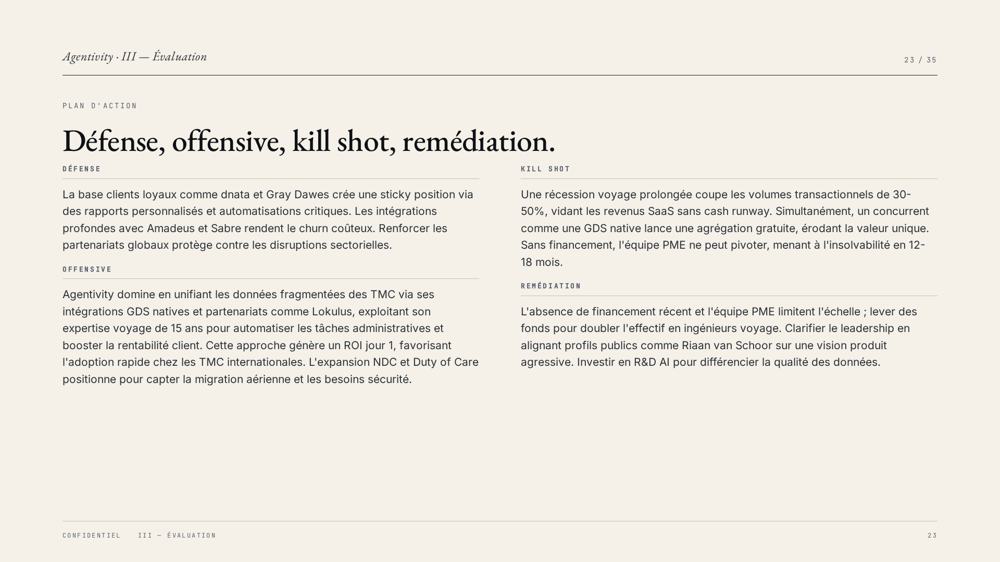 Agentivity · III — Évaluation
23 / 35
PLAN D'ACTION
Défense, offensive, kill shot, remédiation.
DÉFENSE
La base clients loyaux comme dnata et Gray Dawes crée une sticky position via
des rapports personnalisés et automatisations critiques. Les intégrations
profondes avec Amadeus et Sabre rendent le churn coûteux. Renforcer les
partenariats globaux protège contre les disruptions sectorielles.
OFFENSIVE
Agentivity domine en unifiant les données fragmentées des TMC via ses
intégrations GDS natives et partenariats comme Lokulus, exploitant son
expertise voyage de 15 ans pour automatiser les tâches administratives et
booster la rentabilité client. Cette approche génère un ROI jour 1, favorisant
l'adoption rapide chez les TMC internationales. L'expansion NDC et Duty of Care
positionne pour capter la migration aérienne et les besoins sécurité.
KILL SHOT
Une récession voyage prolongée coupe les volumes transactionnels de 30-
50%, vidant les revenus SaaS sans cash runway. Simultanément, un concurrent
comme une GDS native lance une agrégation gratuite, érodant la valeur unique.
Sans financement, l'équipe PME ne peut pivoter, menant à l'insolvabilité en 12-
18 mois.
REMÉDIATION
L'absence de financement récent et l'équipe PME limitent l'échelle ; lever des
fonds pour doubler l'effectif en ingénieurs voyage. Clarifier le leadership en
alignant profils publics comme Riaan van Schoor sur une vision produit
agressive. Investir en R&D AI pour différencier la qualité des données.
CONFIDENTIEL III — ÉVALUATION
23